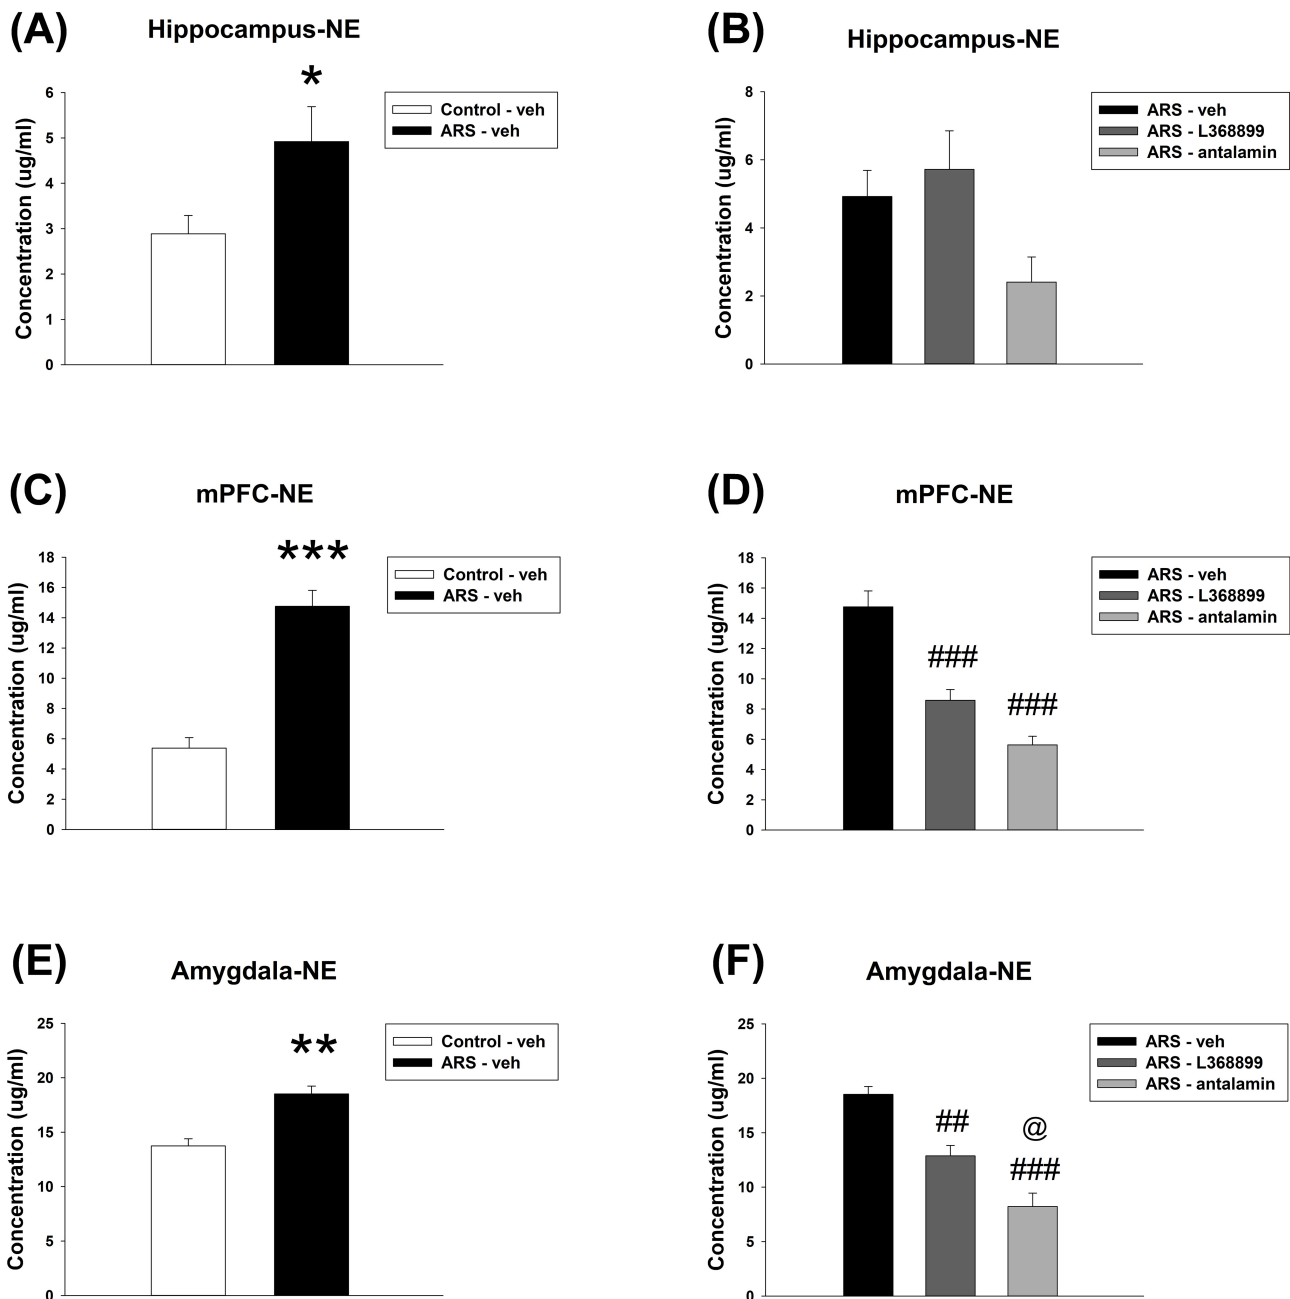 (A)
Hippocampus-NE
*
6
5
4
3
2
1
0
Concentration (ug/ml)
Control - veh
ARS - veh
(B)
Hippocampus-NE
8
6
4
2
0
Concentration (ug/ml)
ARS - veh
ARS - L368899
ARS - antalamin
(C)
mPFC-NE
***
18
16
14
12
10
8
6
4
2
0
Concentration (ug/ml)
Control - veh
ARS - veh
(D)
mPFC-NE
18
16
14
12
10
8
6
4
2
0
Concentration (ug/ml)
###
###
ARS - veh
ARS - L368899
ARS - antalamin
(E)
Amygdala-NE
**
25
20
15
10
5
0
Concentration (ug/ml)
Control - veh
ARS - veh
(F)
Amygdala-NE
25
20
15
10
5
0
Concentration (ug/ml)
##
@
###
ARS - veh
ARS - L368899
ARS - antalamin